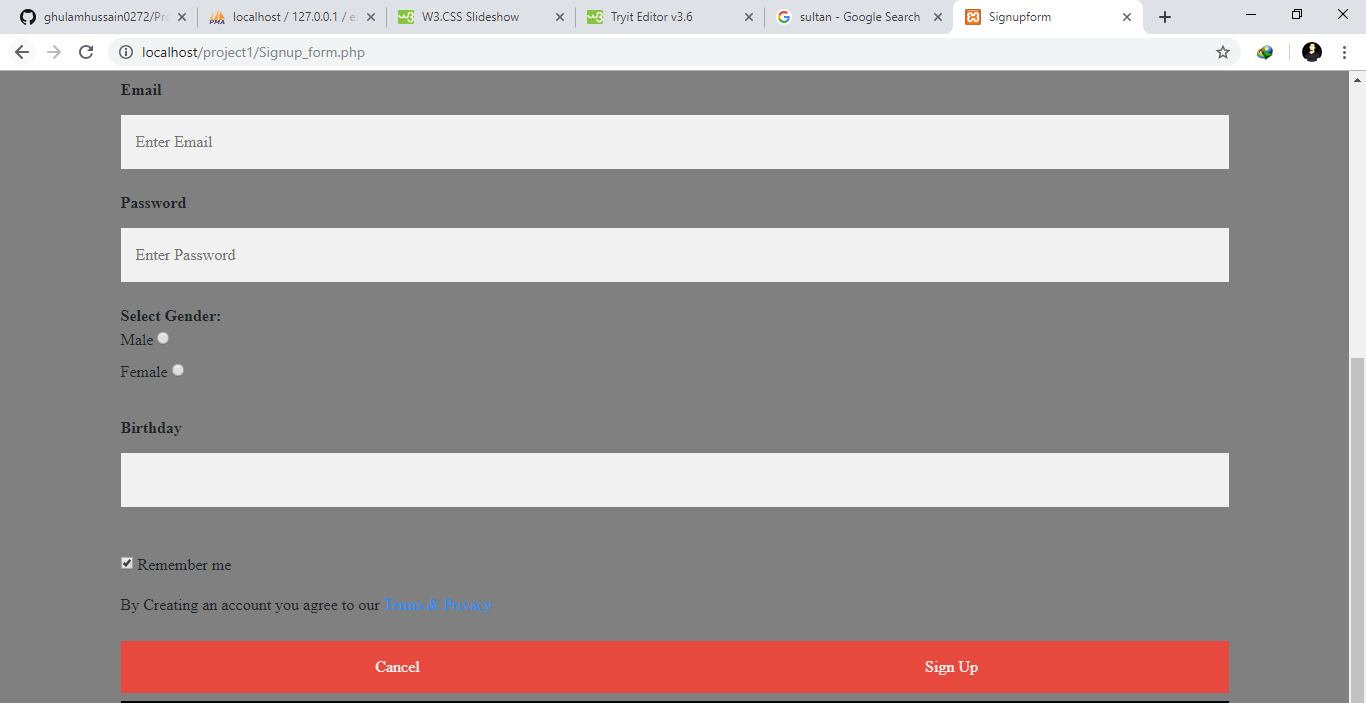 ghulamhussain0272/Pro
localhost / 127.0.0.1 / e
W3.CSS Slideshow
Tryit Editor v3.6
sultan - Google Search
Signupform
localhost/project1/Signup_form.php
Email
Enter Email
Password
Enter Password
Select Gender:
Male
Female
Birthday
Remember me
By Creating an account you agree to our Terms & Privacy
Cancel
Sign Up